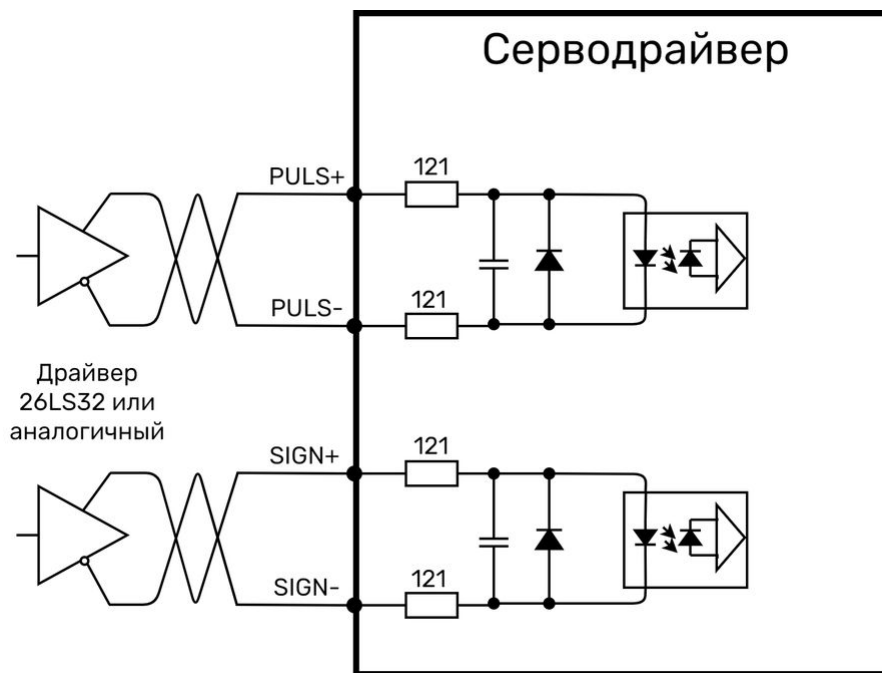 Серводрайвер
PULS+
121
PULS-
121
Драйвер
26LS32 или
аналогичный
SIGN+
121
SIGN-
121